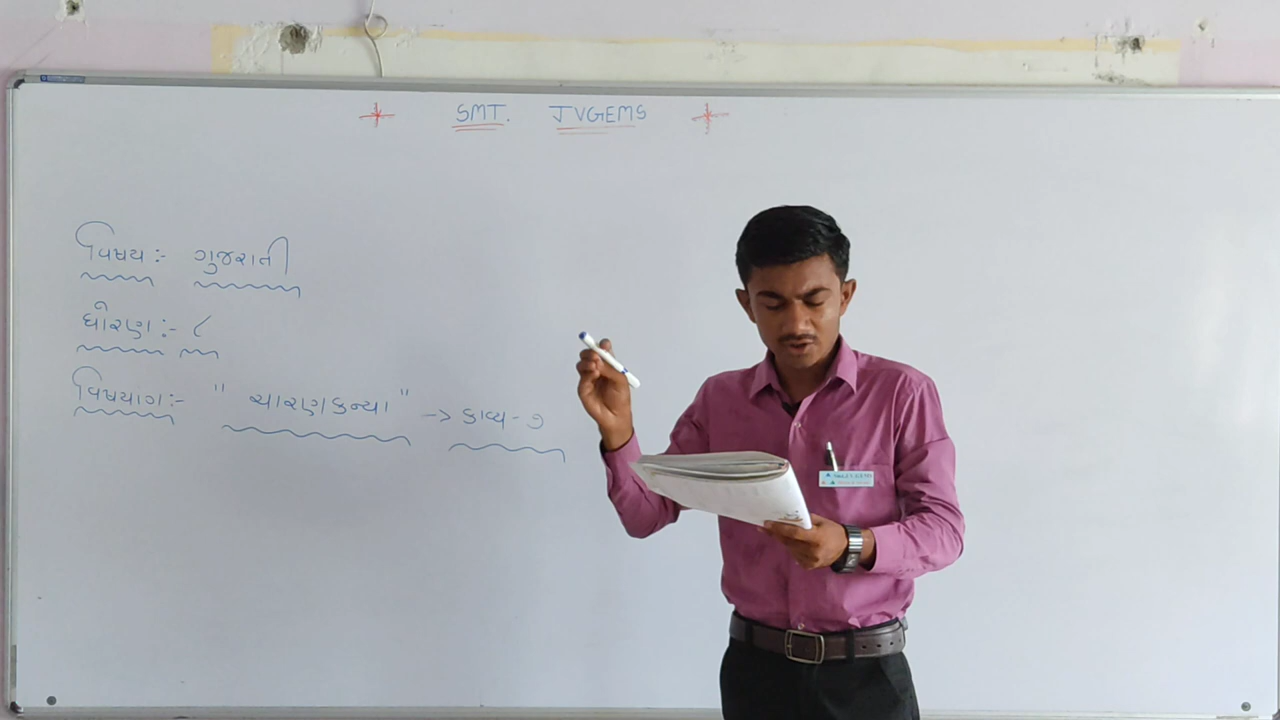 SMT. JVGEMS
વિષય :- ગુજરાતી
ધોરણ :- ૮
વિષયાંગ :- " ચારણકન્યા " -> કાવ્ય - ૭